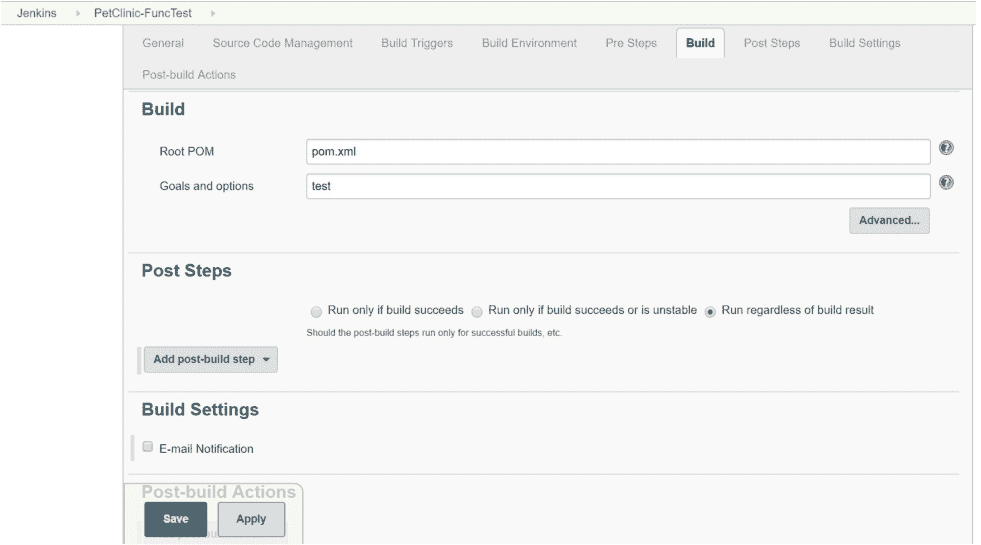 Jenkins PetClinic-FuncTest
General Source Code Management Build Triggers Build Environment Pre Steps Build Post Steps Build Settings
Post-build Actions
Build
Root POM pom.xml
Goals and options test
Advanced...
Post Steps
Run only if build succeeds Run only if build succeeds or is unstable Run regardless of build result
Should the post-build steps run only for successful builds, etc.
Add post-build step
Build Settings
E-mail Notification
Post-build Actions
Save Apply